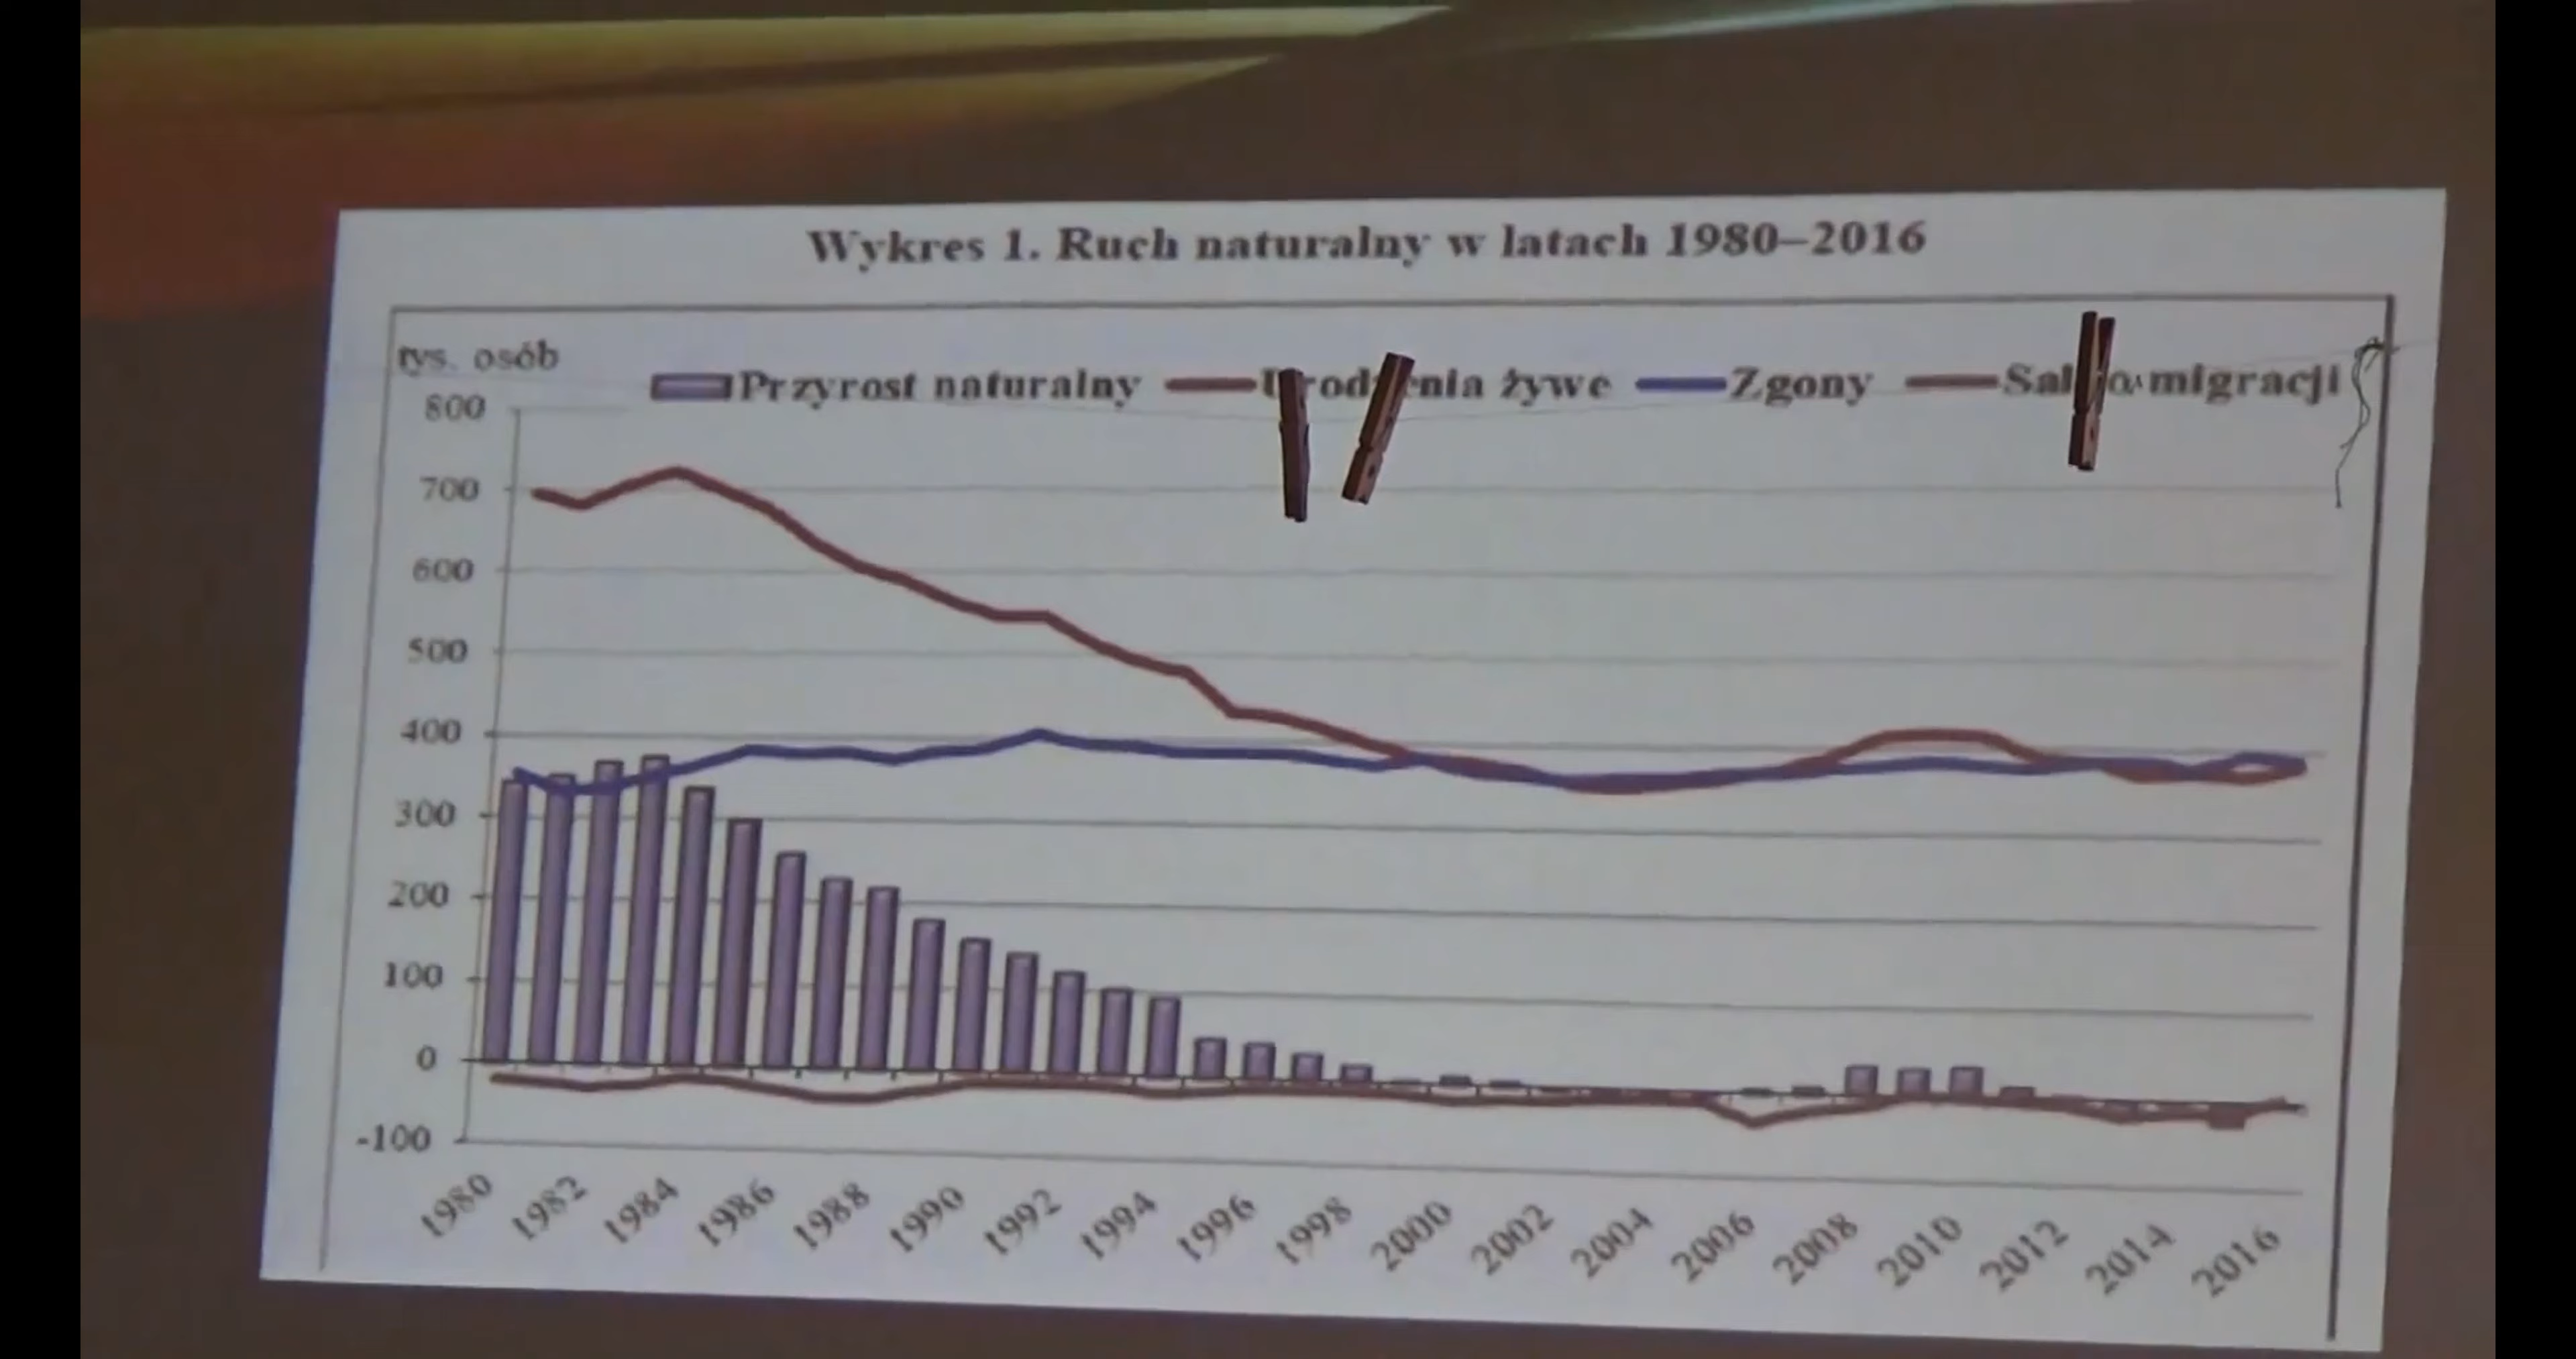 Wykres 1. Ruch naturalny w latach 1980–2016
tys. osób
Przyrost naturalny Zgony migracji
800
700
600
500
400
300
200
100
0
-100
1980 1982 1984 1986 1988 1990 1992 1994 1996 1998 2000 2002 2004 2006 2008 2010 2012 2014 2016